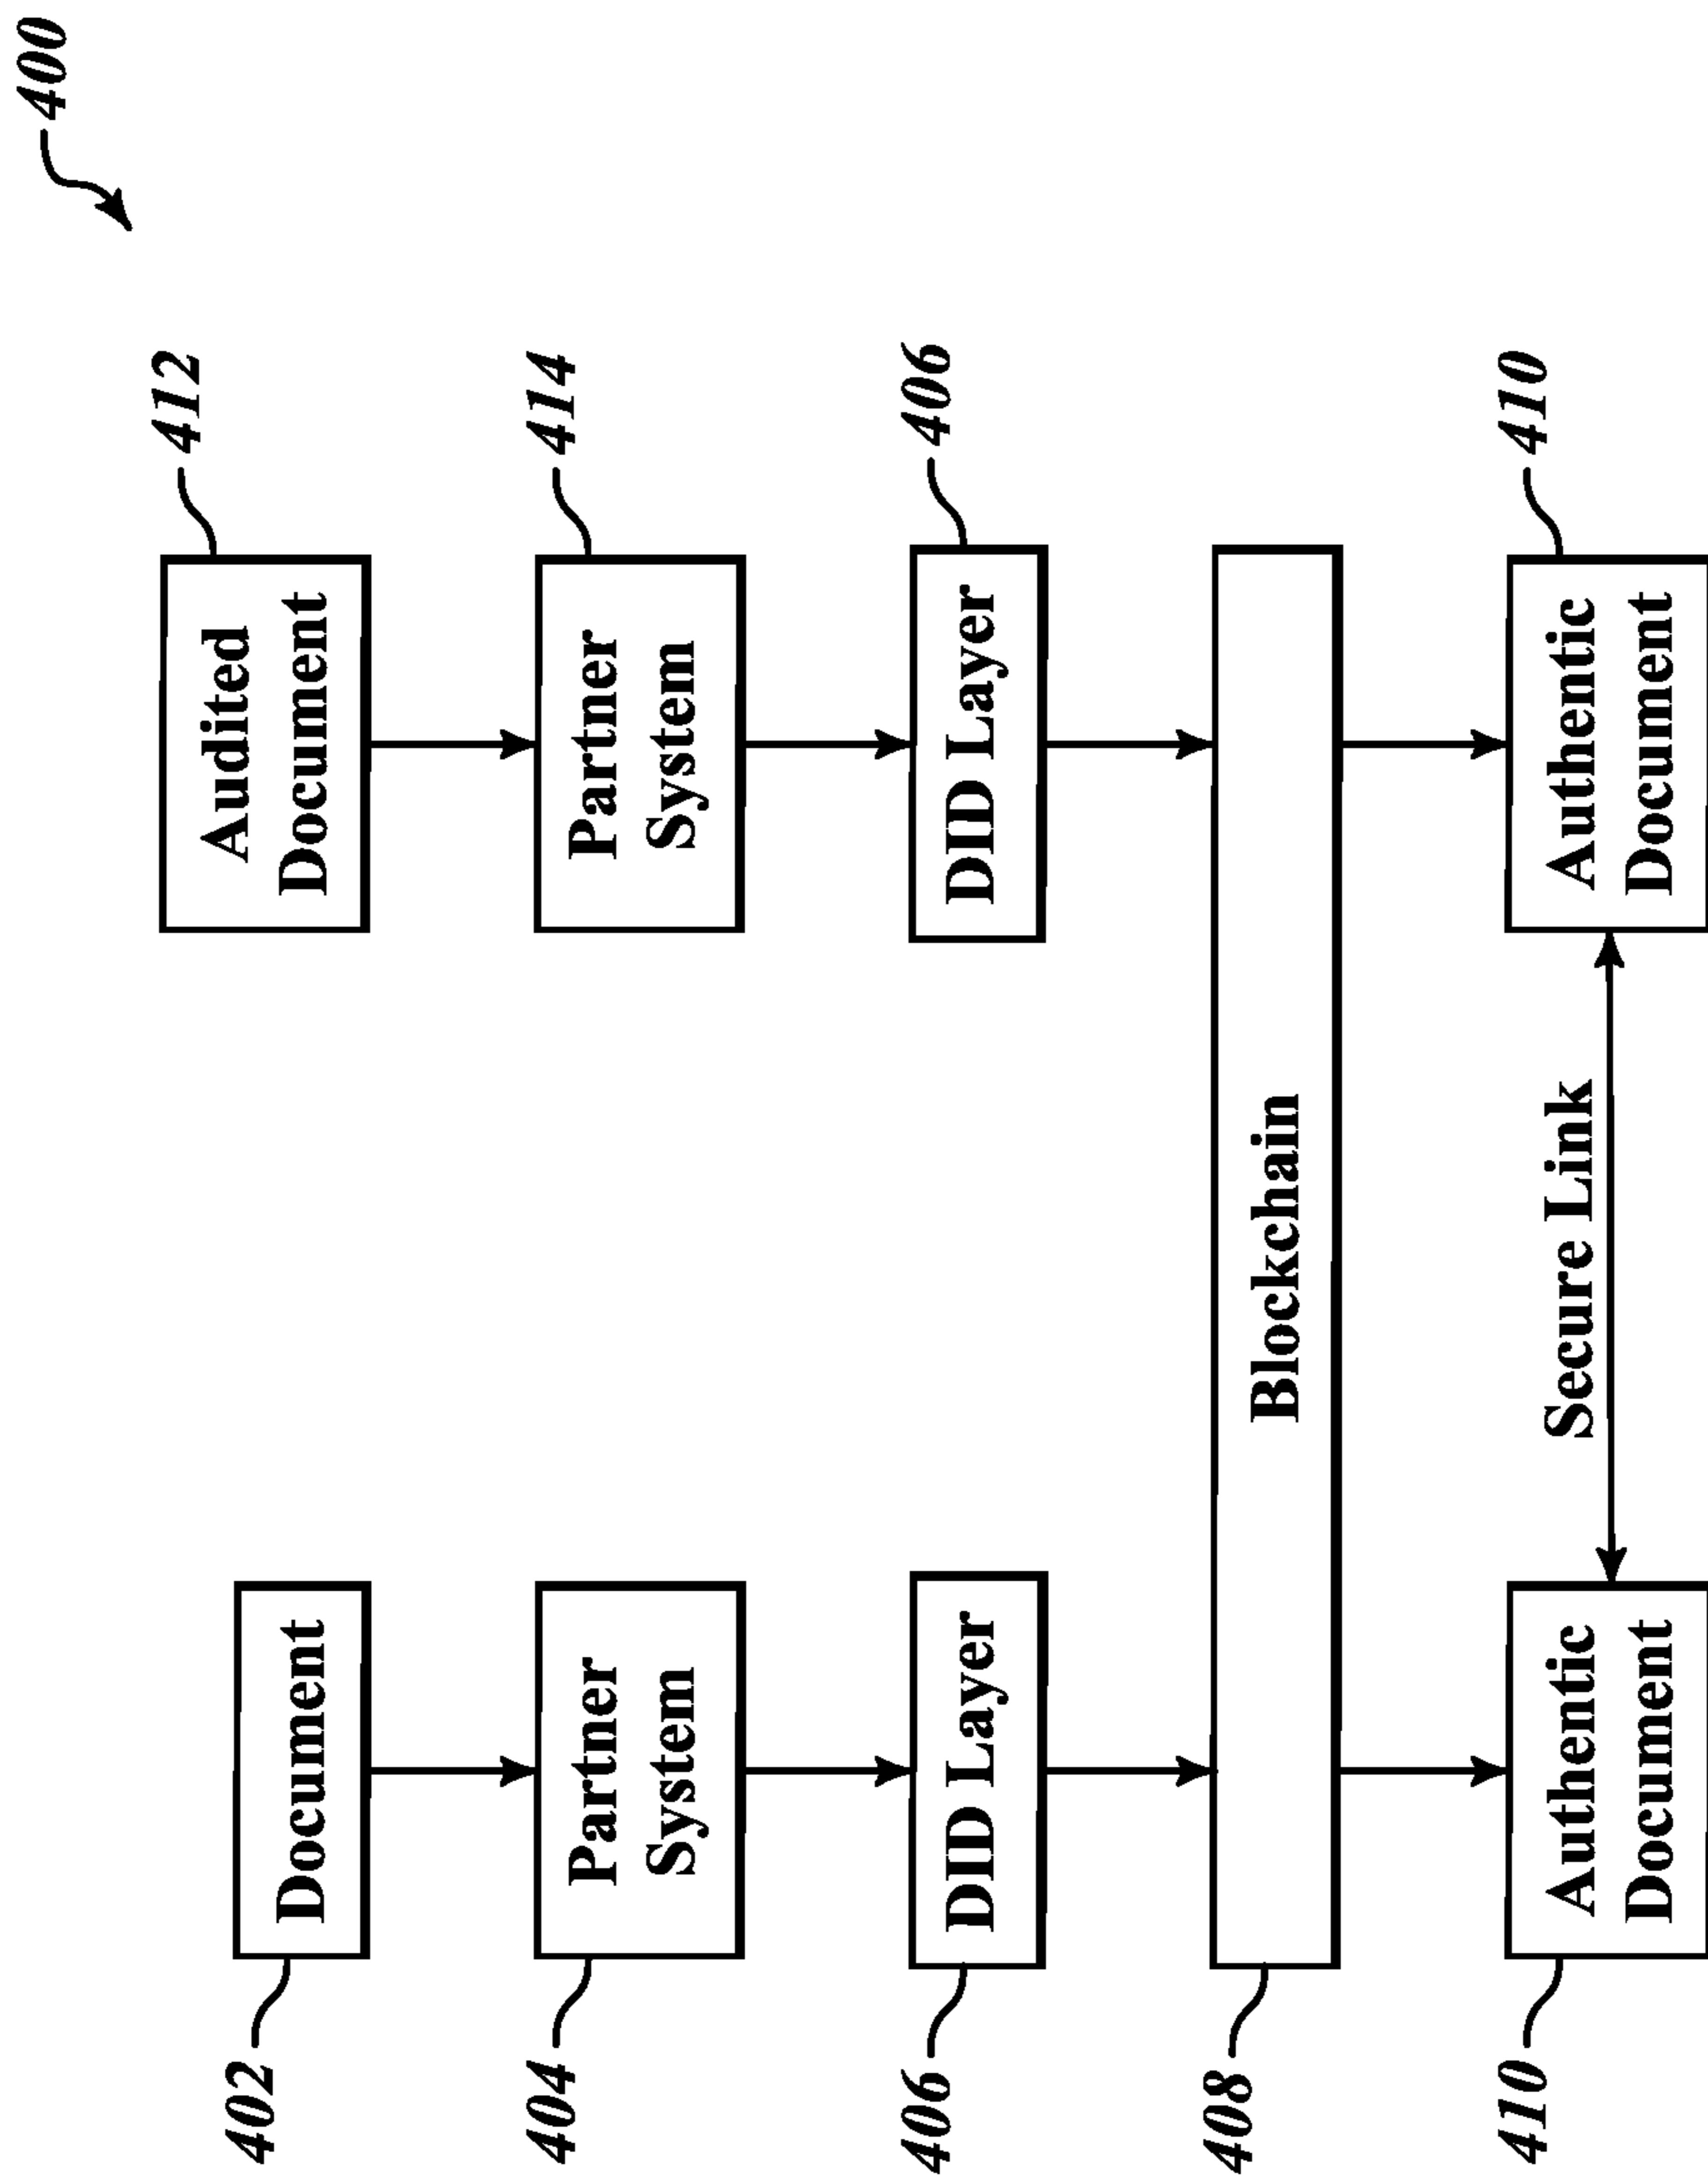 400
402
Document
Audited
Document
412
404
Partner
System
Partner
System
414
406
DID Layer
DID Layer
406
408
Blockchain
410
Authentic
Document
Secure Link
Authentic
Document
410